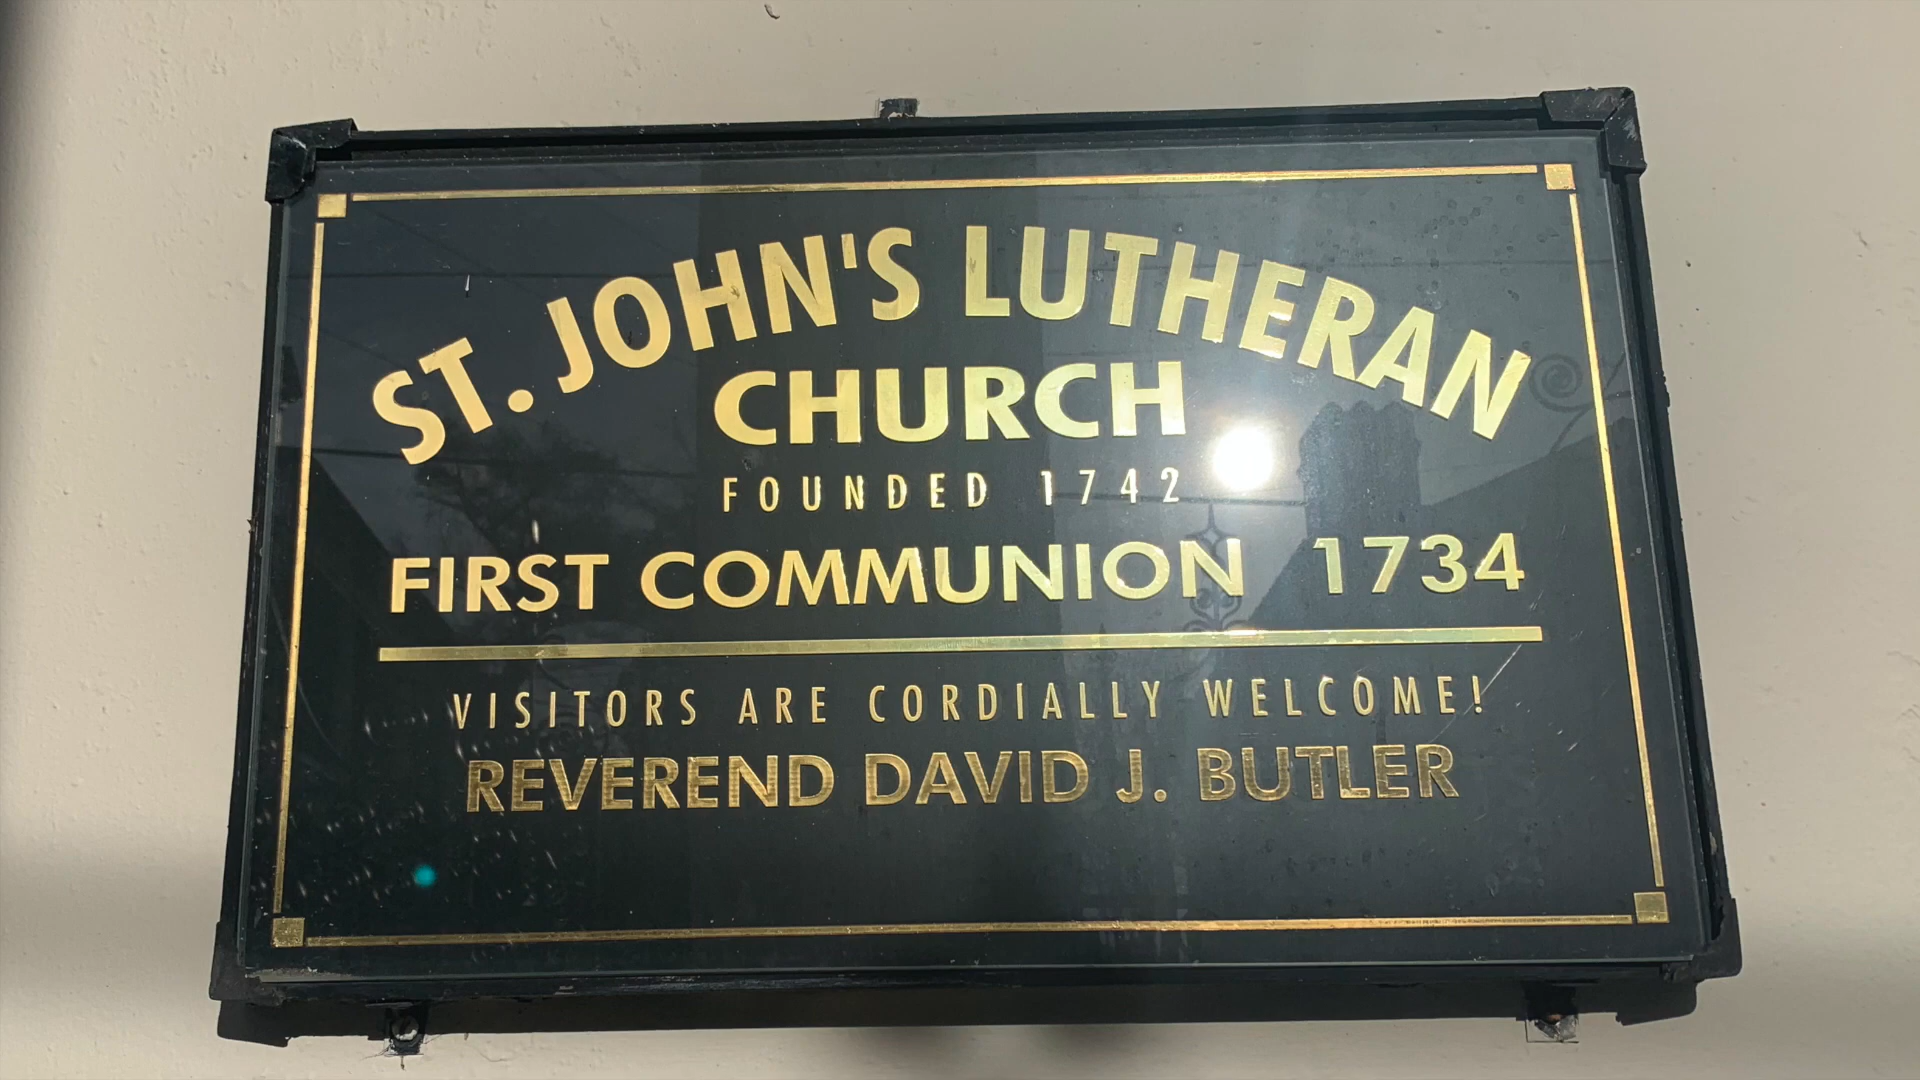 ST. JOHN'S LUTHERAN
CHURCH
FOUNDED 1742
FIRST COMMUNION 1734
VISITORS ARE CORDIALLY WELCOME!
REVEREND DAVID J. BUTLER